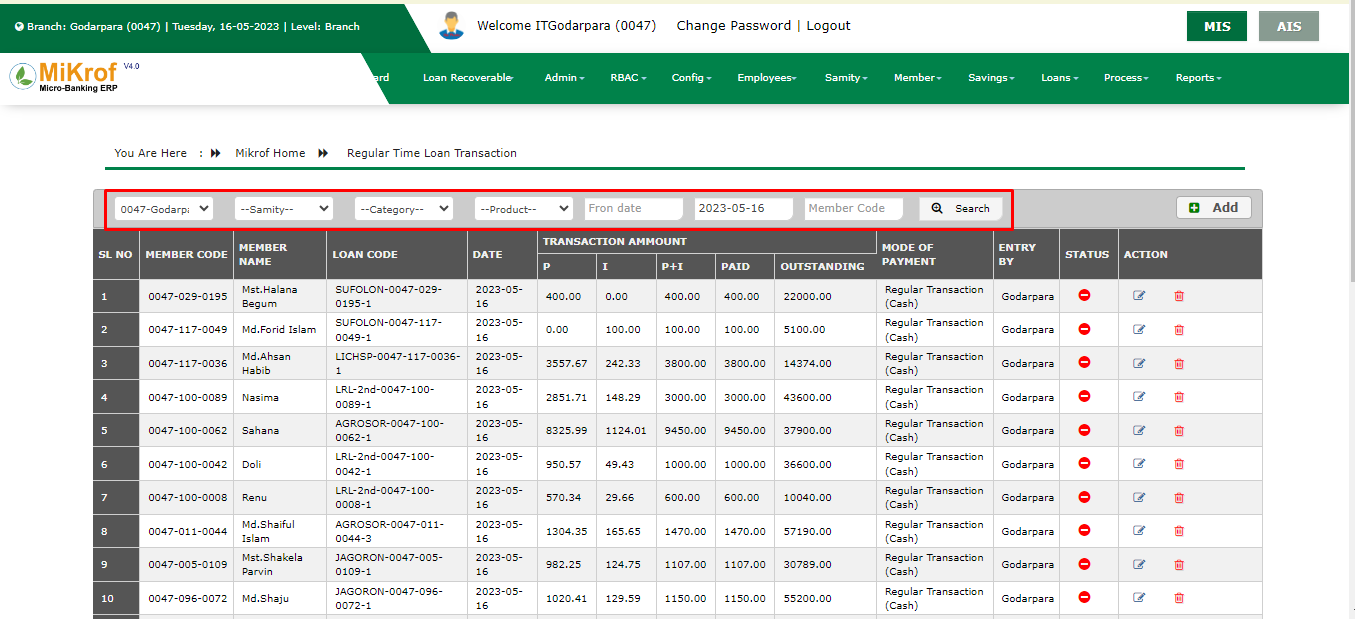 Branch: Godarpara (0047) | Tuesday, 16-05-2023 | Level: Branch
Welcome ITGodarpara (0047) Change Password | Logout
MIS AIS
MiKrof V4.0
Micro-Banking ERP
ard Loan Recoverable Admin RBAC Config Employees Samity Member Savings Loans Process Reports
You Are Here : Mikrof Home Regular Time Loan Transaction
0047-Godarpa --Samity-- --Category-- --Product-- Fron date 2023-05-16 Member Code Search Add
SL NO MEMBER CODE MEMBER NAME LOAN CODE DATE TRANSACTION AMMOUNT MODE OF PAYMENT ENTRY BY STATUS ACTION
P I P+I PAID OUTSTANDING
1 0047-029-0195 Mst.Halana Begum SUFOLON-0047-029-0195-1 2023-05-16 400.00 0.00 400.00 400.00 22000.00 Regular Transaction (Cash) Godarpara
2 0047-117-0049 Md.Forid Islam SUFOLON-0047-117-0049-1 2023-05-16 0.00 100.00 100.00 100.00 5100.00 Regular Transaction (Cash) Godarpara
3 0047-117-0036 Md.Ahsan Habib LICHSP-0047-117-0036-1 2023-05-16 3557.67 242.33 3800.00 3800.00 14374.00 Regular Transaction (Cash) Godarpara
4 0047-100-0089 Nasima LRL-2nd-0047-100-0089-1 2023-05-16 2851.71 148.29 3000.00 3000.00 43600.00 Regular Transaction (Cash) Godarpara
5 0047-100-0062 Sahana AGROSOR-0047-100-0062-1 2023-05-16 8325.99 1124.01 9450.00 9450.00 37900.00 Regular Transaction (Cash) Godarpara
6 0047-100-0042 Doli LRL-2nd-0047-100-0042-1 2023-05-16 950.57 49.43 1000.00 1000.00 36600.00 Regular Transaction (Cash) Godarpara
7 0047-100-0008 Renu LRL-2nd-0047-100-0008-1 2023-05-16 570.34 29.66 600.00 600.00 10040.00 Regular Transaction (Cash) Godarpara
8 0047-011-0044 Md.Shaiful Islam AGROSOR-0047-011-0044-3 2023-05-16 1304.35 165.65 1470.00 1470.00 57190.00 Regular Transaction (Cash) Godarpara
9 0047-005-0109 Mst.Shakela Parvin JAGORON-0047-005-0109-1 2023-05-16 982.25 124.75 1107.00 1107.00 30789.00 Regular Transaction (Cash) Godarpara
10 0047-096-0072 Md.Shaju JAGORON-0047-096-0072-1 2023-05-16 1020.41 129.59 1150.00 1150.00 55200.00 Regular Transaction (Cash) Godarpara